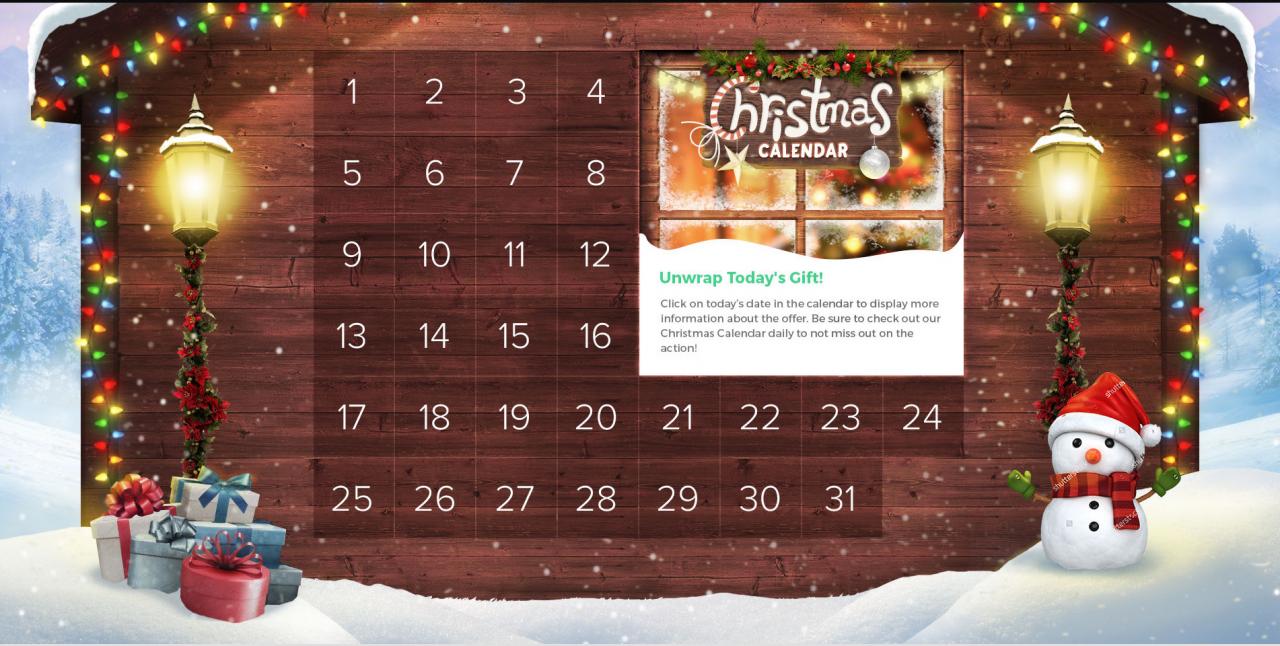 1 2 3 4
5 6 7 8
9 10 11 12
13 14 15 16
Christmas
CALENDAR
Unwrap Today's Gift!
Click on today's date in the calendar to display more
information about the offer. Be sure to check out our
Christmas Calendar daily to not miss out on the
action!
17 18 19 20 21 22 23 24
25 26 27 28 29 30 31